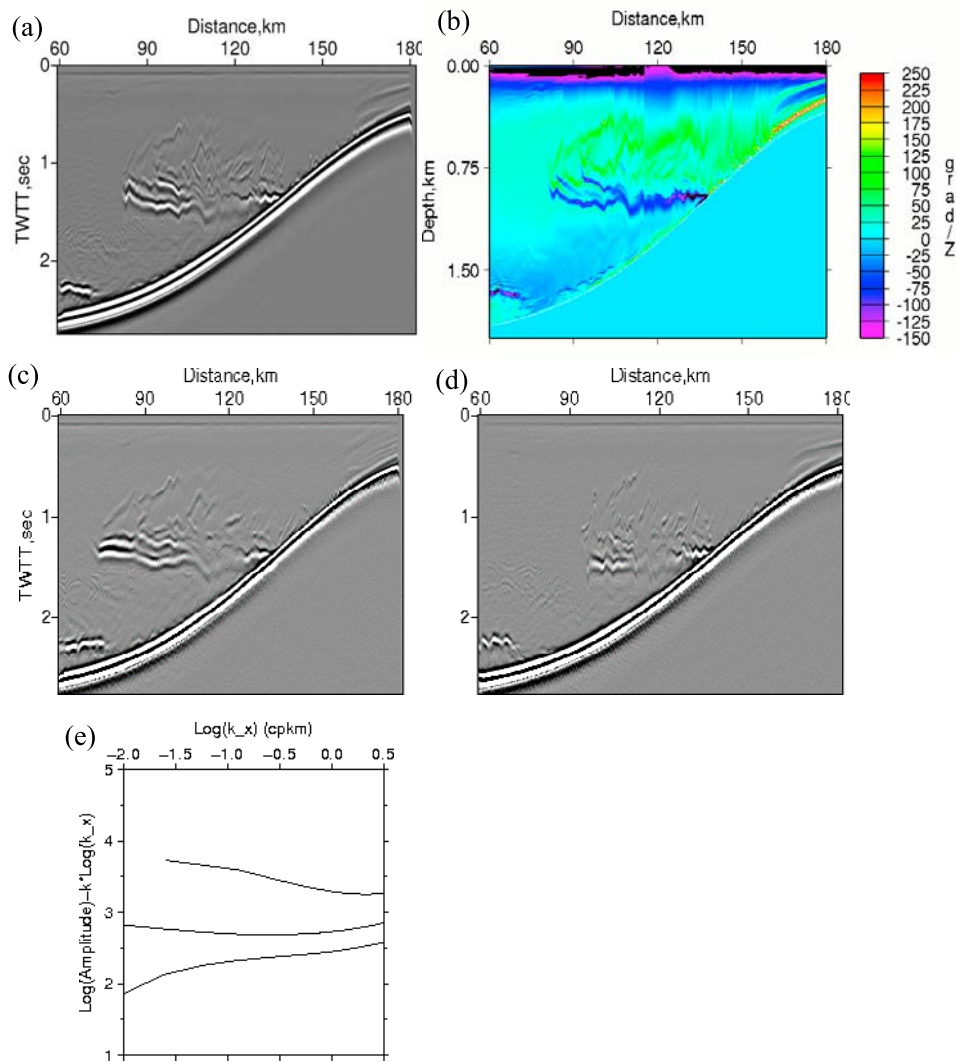 (a)
Distance,km
60 90 120 150 180
0
1
2
TWTT,sec
(b)
Distance,km
60 90 120 150 180
0.00
0.75
1.50
Depth,km
250
225
200
175
150
125
100
75
50
25
0
-25
-50
-75
-100
-125
-150
grad/Z
(c)
Distance,km
60 90 120 150 180
0
1
2
TWTT,sec
(d)
Distance,km
60 90 120 150 180
0
1
2
(e)
Log(k_x) (cpkm)
-2.0 -1.5 -1.0 -0.5 0.0 0.5
5
4
3
2
1
Log(Amplitude)-k*Log(k_x)